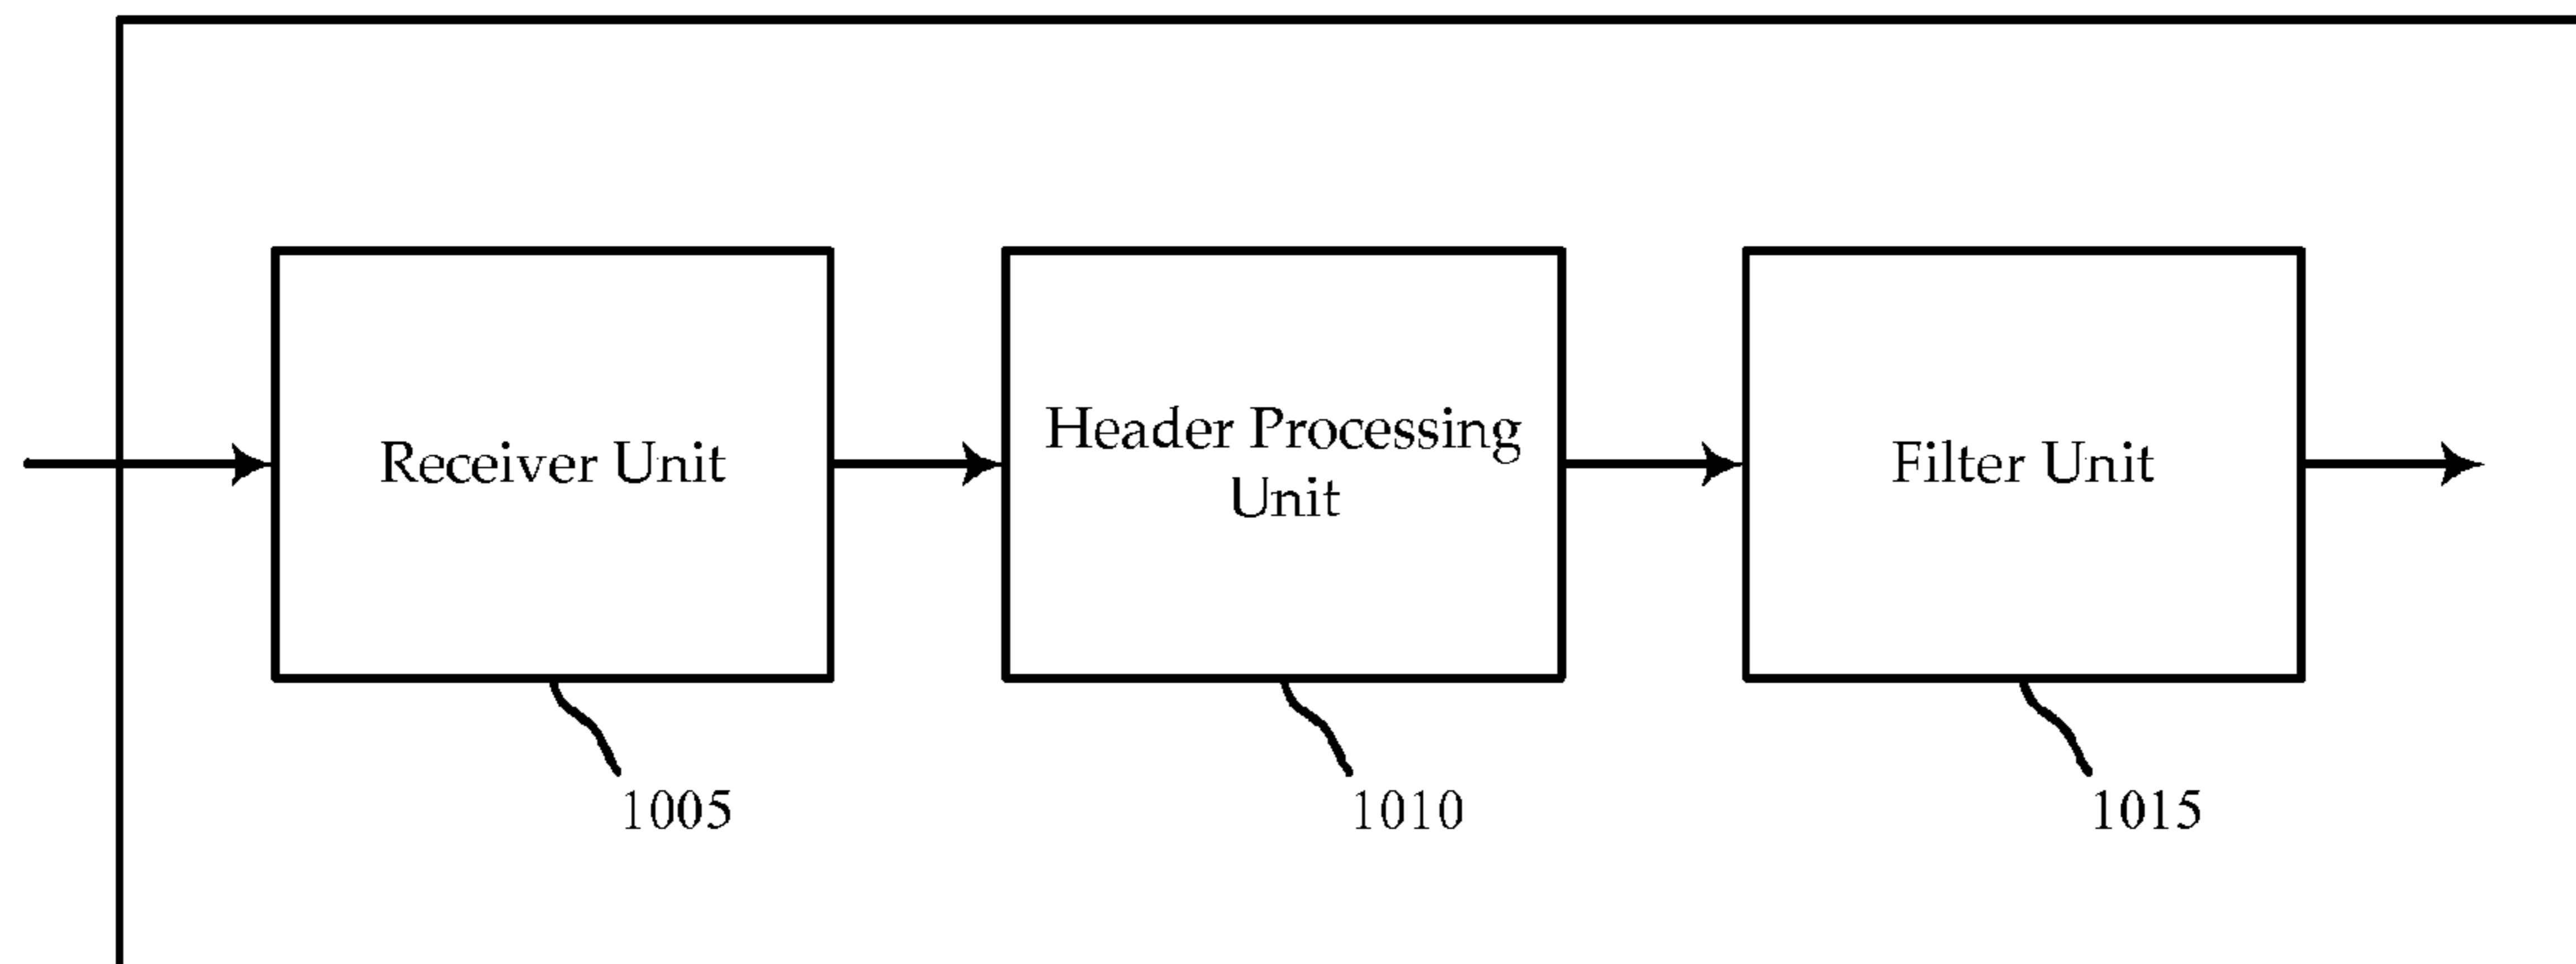 Receiver Unit
Header Processing
Unit
Filter Unit
1005
1010
1015